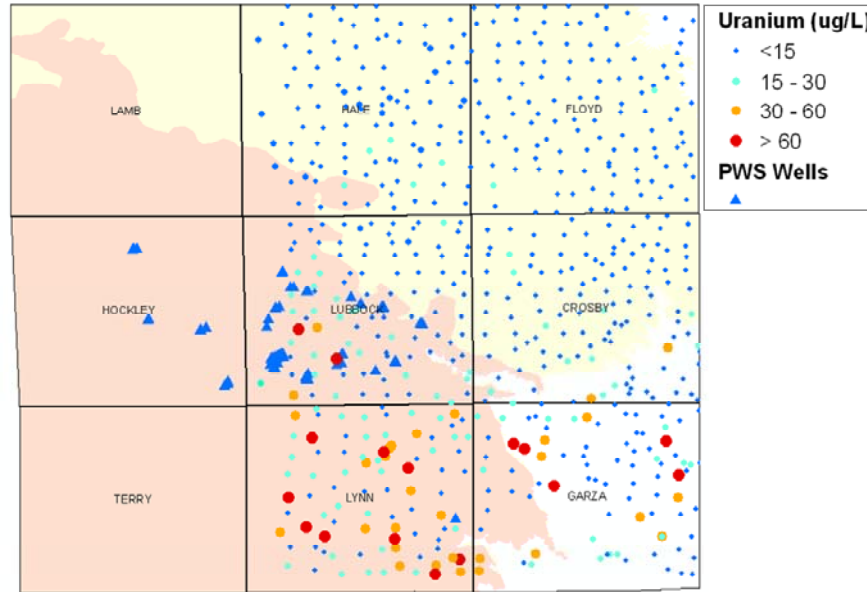 Uranium (ug/L)
<15
15 - 30
30 - 60
> 60
PWS Wells
LAMB
HALE
FLOYD
HOCKLEY
LUBBOCK
CROSBY
TERRY
LYNN
GARZA